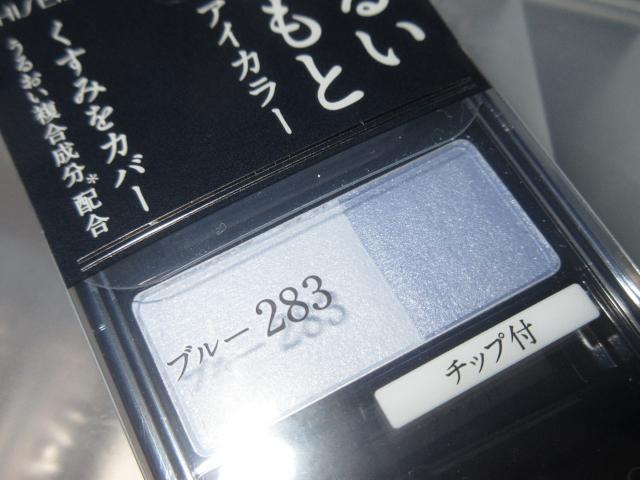 るい
もと
アイカラー
くすみをカバー
うるおい複合成分*配合
ブルー 283
チップ付